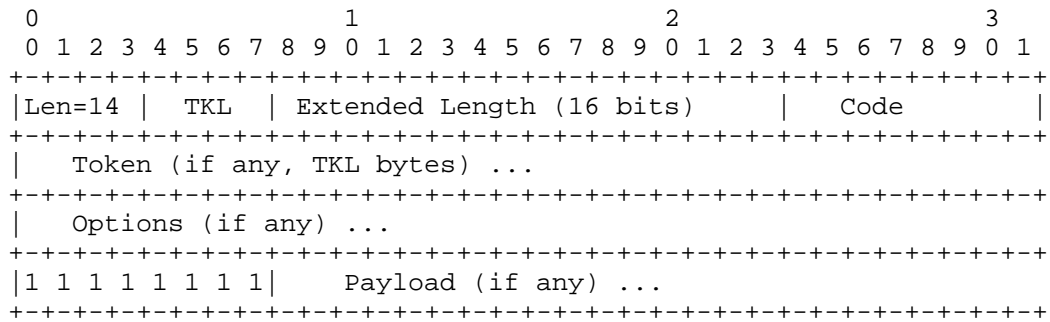 0                   1                   2                   3
 0 1 2 3 4 5 6 7 8 9 0 1 2 3 4 5 6 7 8 9 0 1 2 3 4 5 6 7 8 9 0 1
+-+-+-+-+-+-+-+-+-+-+-+-+-+-+-+-+-+-+-+-+-+-+-+-+-+-+-+-+-+-+-+-+
|Len=14 |  TKL  | Extended Length (16 bits)     |   Code        |
+-+-+-+-+-+-+-+-+-+-+-+-+-+-+-+-+-+-+-+-+-+-+-+-+-+-+-+-+-+-+-+-+
|   Token (if any, TKL bytes) ...
+-+-+-+-+-+-+-+-+-+-+-+-+-+-+-+-+-+-+-+-+-+-+-+-+-+-+-+-+-+-+-+-+
|   Options (if any) ...
+-+-+-+-+-+-+-+-+-+-+-+-+-+-+-+-+-+-+-+-+-+-+-+-+-+-+-+-+-+-+-+-+
|1 1 1 1 1 1 1 1|    Payload (if any) ...
+-+-+-+-+-+-+-+-+-+-+-+-+-+-+-+-+-+-+-+-+-+-+-+-+-+-+-+-+-+-+-+-+